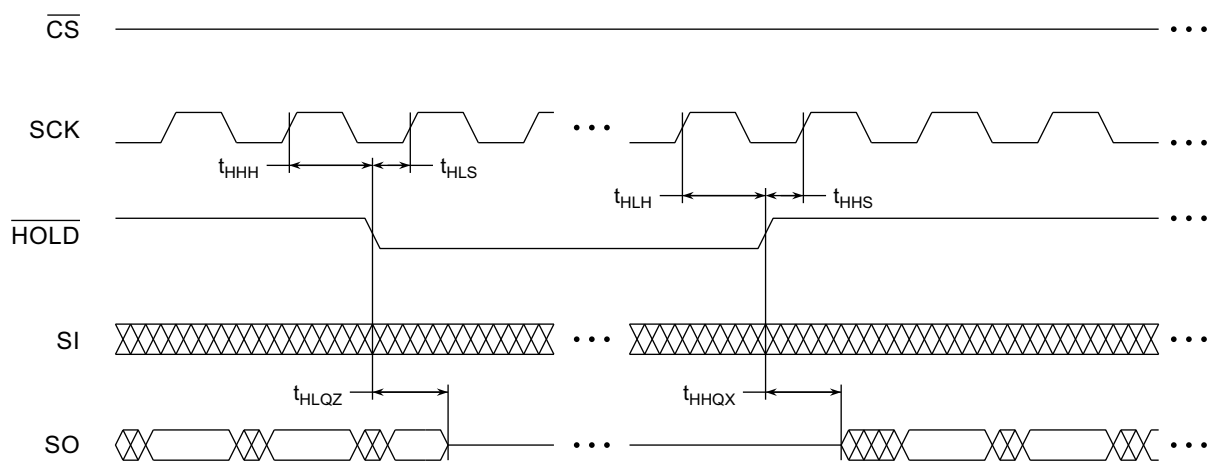 CS
SCK
tHHH
tHLS
tHLH
tHHS
HOLD
SI
tHLQZ
tHHQX
SO